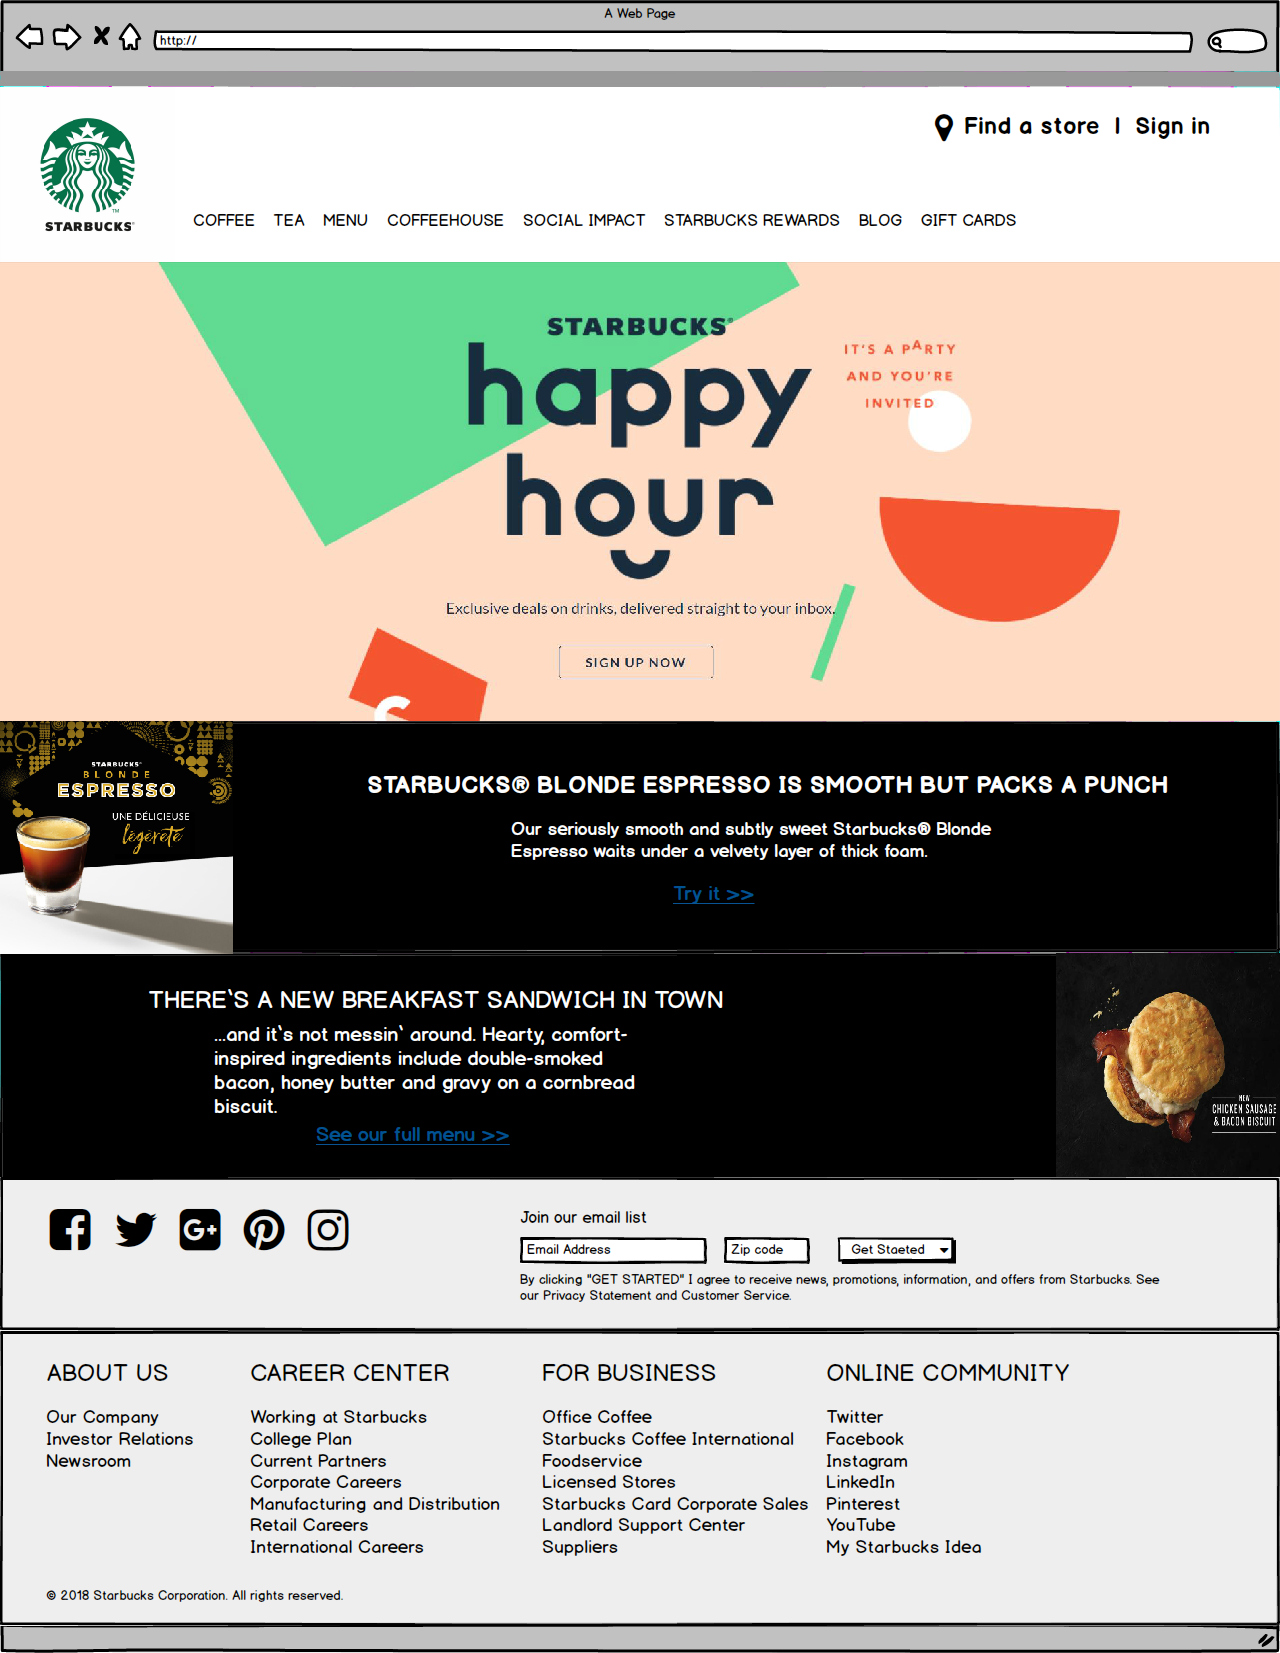 A Web Page
http://
Find a store | Sign in
STARBUCKS
COFFEE TEA MENU COFFEEHOUSE SOCIAL IMPACT STARBUCKS REWARDS BLOG GIFT CARDS
STARBUCKS®
happy
hour
IT'S A PARTY
AND YOU'RE
INVITED
Exclusive deals on drinks, delivered straight to your inbox.
SIGN UP NOW
STARBUCKS®
BLONDE
ESPRESSO
UNE DÉLICIEUSE
légèreté
STARBUCKS® BLONDE ESPRESSO IS SMOOTH BUT PACKS A PUNCH
Our seriously smooth and subtly sweet Starbucks® Blonde
Espresso waits under a velvety layer of thick foam.
Try it >>
THERE'S A NEW BREAKFAST SANDWICH IN TOWN
...and it's not messin' around. Hearty, comfort-
inspired ingredients include double-smoked
bacon, honey butter and gravy on a cornbread
biscuit.
See our full menu >>
NEW
CHICKEN SAUSAGE
& BACON BISCUIT
Join our email list
Email Address Zip code Get Staeted
By clicking "GET STARTED" I agree to receive news, promotions, information, and offers from Starbucks. See
our Privacy Statement and Customer Service.
ABOUT US
Our Company
Investor Relations
Newsroom
CAREER CENTER
Working at Starbucks
College Plan
Current Partners
Corporate Careers
Manufacturing and Distribution
Retail Careers
International Careers
FOR BUSINESS
Office Coffee
Starbucks Coffee International
Foodservice
Licensed Stores
Starbucks Card Corporate Sales
Landlord Support Center
Suppliers
ONLINE COMMUNITY
Twitter
Facebook
Instagram
LinkedIn
Pinterest
YouTube
My Starbucks Idea
© 2018 Starbucks Corporation. All rights reserved.